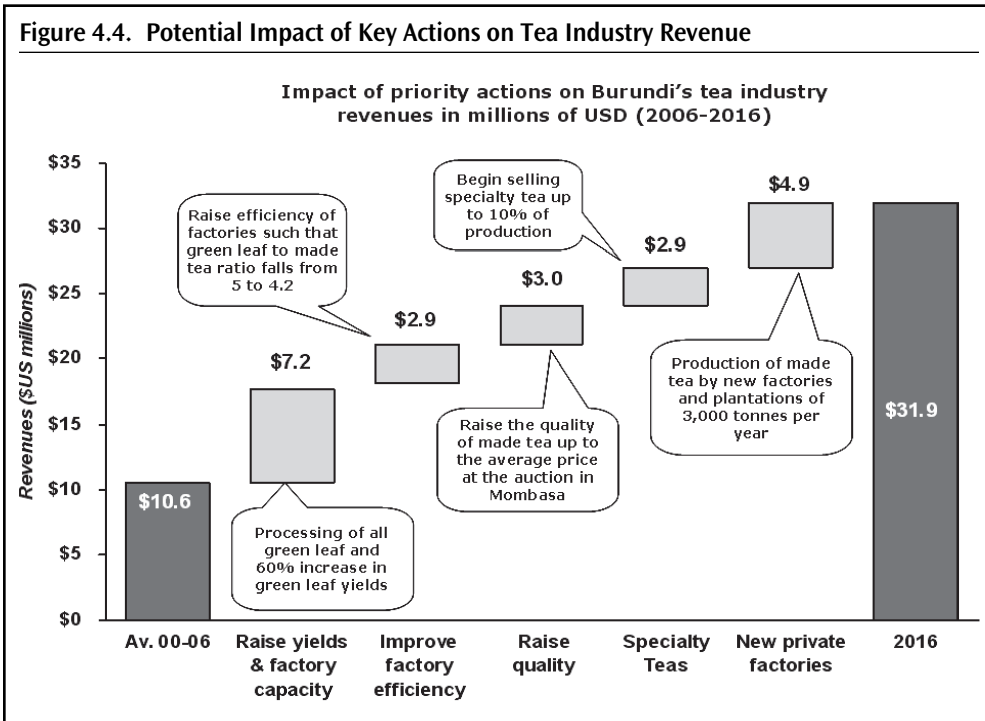 Figure 4.4. Potential Impact of Key Actions on Tea Industry Revenue
Impact of priority actions on Burundi's tea industry
revenues in millions of USD (2006-2016)
Revenues ($US millions)
$35
$30
$25
$20
$15
$10
$5
$0
$10.6
$7.2
Processing of all
green leaf and
60% increase in
green leaf yields
Raise efficiency of
factories such that
green leaf to made
tea ratio falls from
5 to 4.2
$2.9
$3.0
Raise the quality
of made tea up to
the average price
at the auction in
Mombasa
Begin selling
specialty tea up
to 10% of
production
$2.9
$4.9
Production of made
tea by new factories
and plantations of
3,000 tonnes per
year
$31.9
Av. 00-06
Raise yields
& factory
capacity
Improve
factory
efficiency
Raise
quality
Specialty
Teas
New private
factories
2016